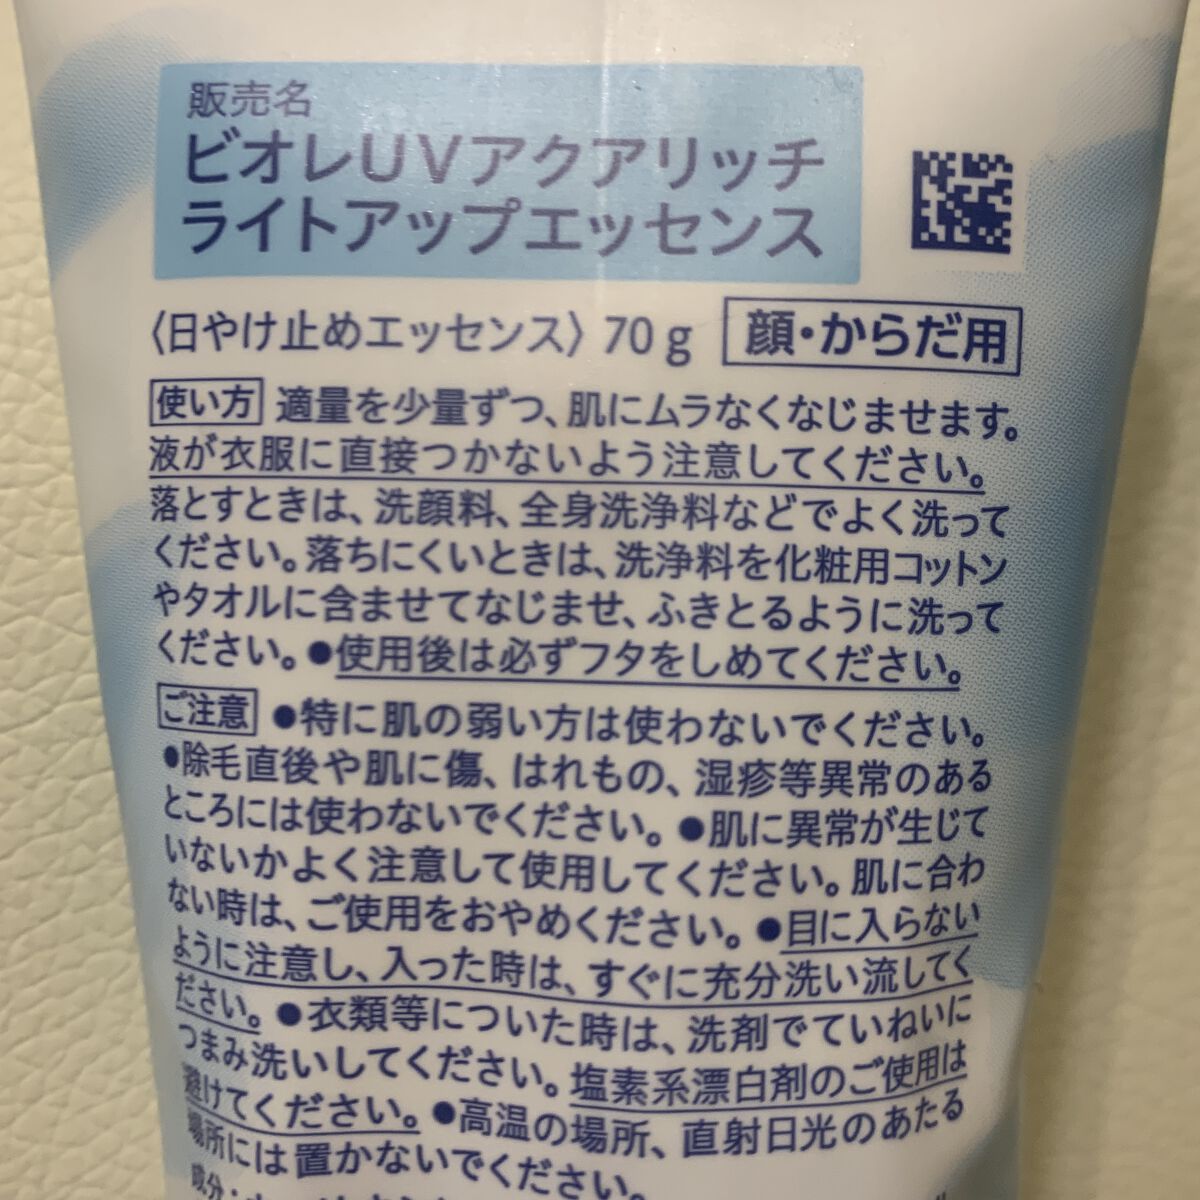 販売名
ビオレUVアクアリッチ
ライトアップエッセンス
〈日やけ止めエッセンス〉 70g 顔・からだ用
使い方 適量を少量ずつ、肌にムラなくなじませます。
液が衣服に直接つかないよう注意してください。
落とすときは、洗顔料、全身洗浄料などでよく洗って
ください。落ちにくいときは、洗浄料を化粧用コットン
やタオルに含ませてなじませ、ふきとるように洗って
ください。●使用後は必ずフタをしめてください。
ご注意 ●特に肌の弱い方は使わないでください。
●除毛直後や肌に傷、はれもの、湿疹等異常のある
ところには使わないでください。●肌に異常が生じて
いないかよく注意して使用してください。肌に合わ
ない時は、ご使用をおやめください。●目に入らない
ように注意し、入った時は、すぐに充分洗い流してく
ださい。●衣類等についた時は、洗剤でていねいに
つまみ洗いしてください。塩素系漂白剤のご使用は
避けてください。●高温の場所、直射日光のあたる
場所には置かないでください。
成分・